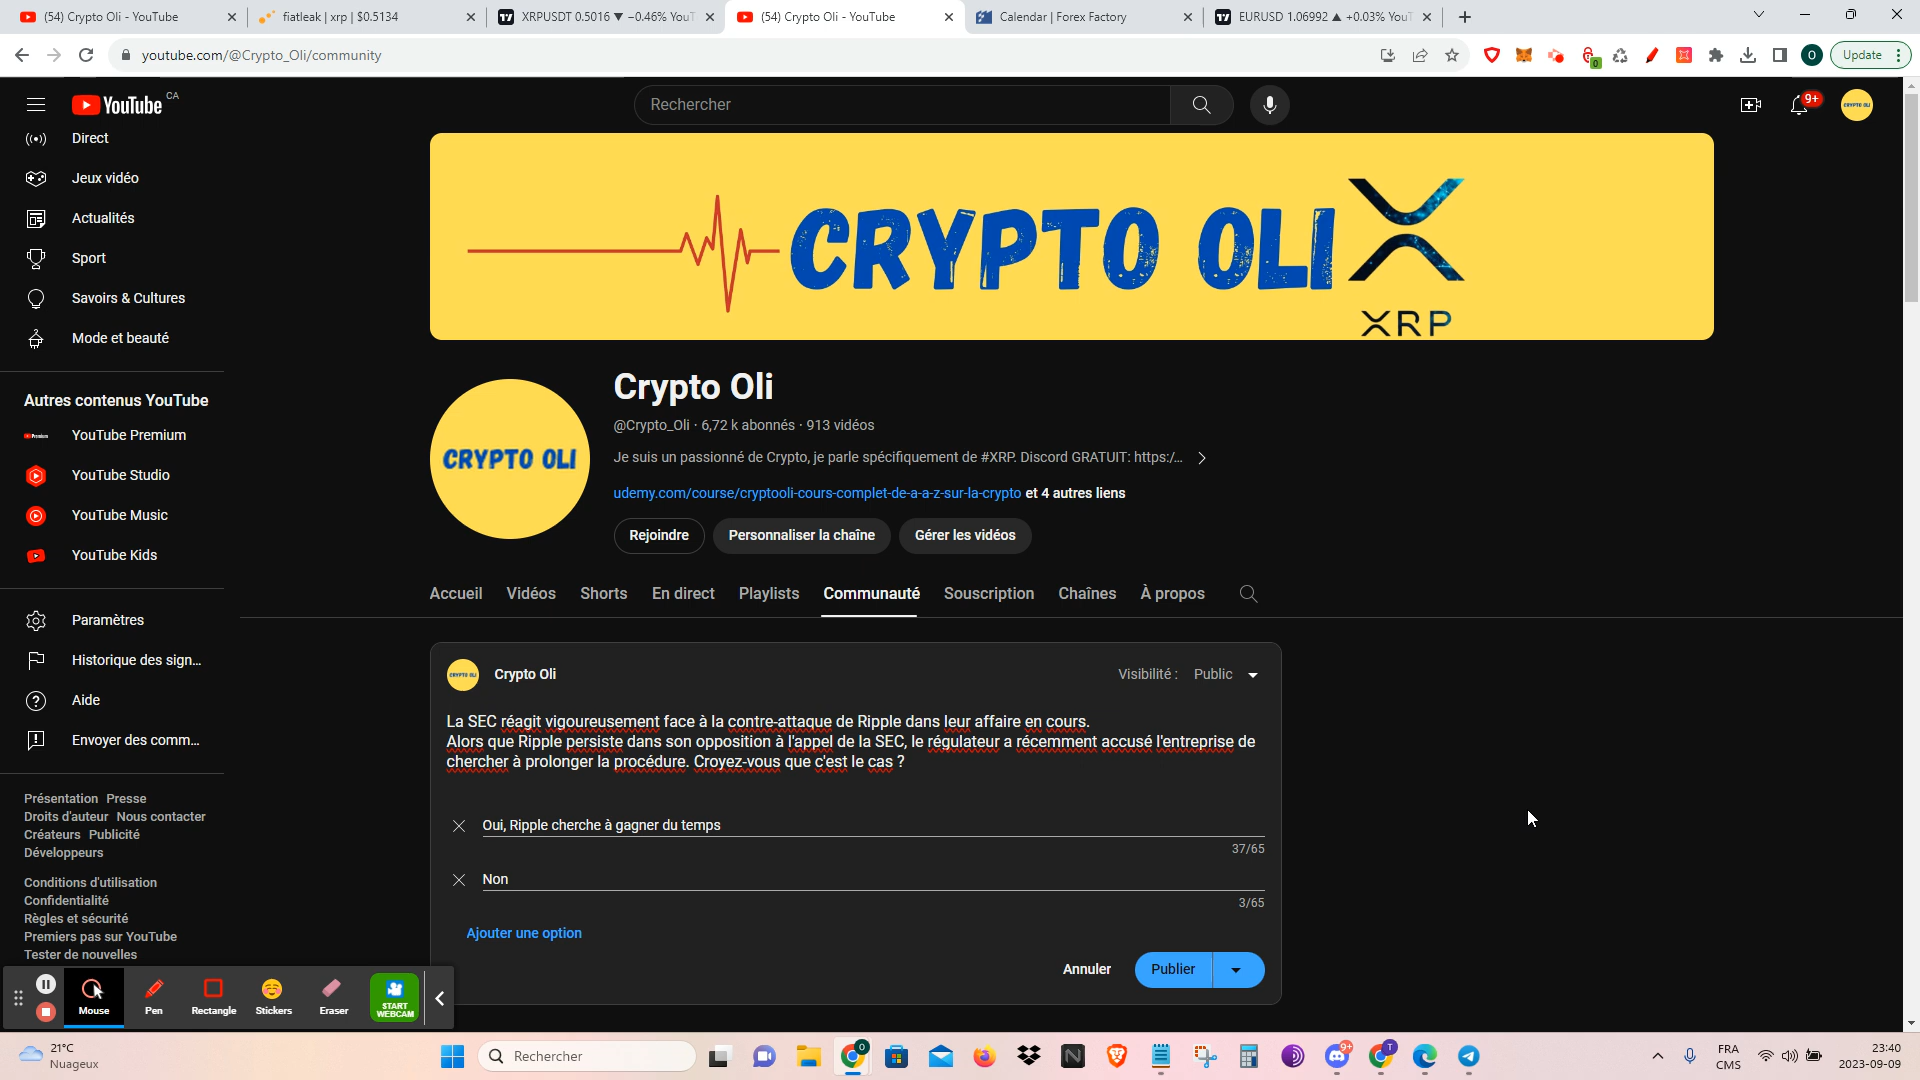 (54) Crypto Oli - YouTube
fiatleak | xrp | $0.5134
XRPUSDT 0.5016 ▼ −0.46% YouT
(54) Crypto Oli - YouTube
Calendar | Forex Factory
EURUSD 1.06992 ▲ +0.03% YouT
youtube.com/@Crypto_Oli/community
0
O
Update
YouTube CA
Rechercher
9+
CRYPTO OLI
Direct
Jeux vidéo
Actualités
Sport
Savoirs & Cultures
Mode et beauté
Autres contenus YouTube
YouTube Premium
YouTube Studio
YouTube Music
YouTube Kids
Paramètres
Historique des sign...
Aide
Envoyer des comm...
Présentation Presse
Droits d'auteur Nous contacter
Créateurs Publicité
Développeurs
Conditions d'utilisation
Confidentialité
Règles et sécurité
Premiers pas sur YouTube
Tester de nouvelles
CRYPTO OLI
XRP
CRYPTO OLI
Crypto Oli
@Crypto_Oli · 6,72 k abonnés · 913 vidéos
Je suis un passionné de Crypto, je parle spécifiquement de #XRP. Discord GRATUIT: https:/...
udemy.com/course/cryptooli-cours-complet-de-a-a-z-sur-la-crypto et 4 autres liens
Rejoindre
Personnaliser la chaîne
Gérer les vidéos
Accueil
Vidéos
Shorts
En direct
Playlists
Communauté
Souscription
Chaînes
À propos
CRYPTO OLI
Crypto Oli
Visibilité : Public
La SEC réagit vigoureusement face à la contre-attaque de Ripple dans leur affaire en cours.
Alors que Ripple persiste dans son opposition à l'appel de la SEC, le régulateur a récemment accusé l'entreprise de
chercher à prolonger la procédure. Croyez-vous que c'est le cas ?
Oui, Ripple cherche à gagner du temps
37/65
Non
3/65
Ajouter une option
Annuler
Publier
Mouse
Pen
Rectangle
Stickers
Eraser
START
WEBCAM
21°C
Nuageux
Rechercher
O
N
9+
T
FRA
CMS
23:40
2023-09-09